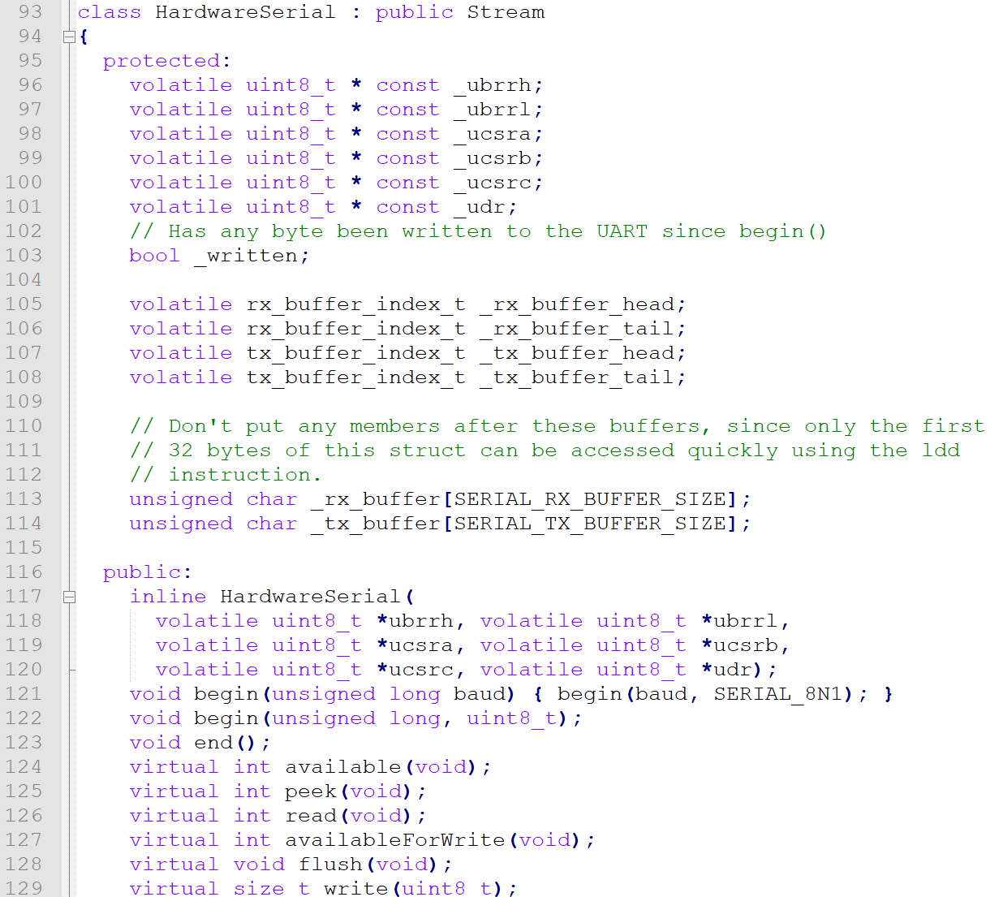 93 class HardwareSerial : public Stream
94 {
95 protected:
96 volatile uint8_t * const _ubrrh;
97 volatile uint8_t * const _ubrrl;
98 volatile uint8_t * const _ucsra;
99 volatile uint8_t * const _ucsrb;
100 volatile uint8_t * const _ucsrc;
101 volatile uint8_t * const _udr;
102 // Has any byte been written to the UART since begin()
103 bool _written;
104
105 volatile rx_buffer_index_t _rx_buffer_head;
106 volatile rx_buffer_index_t _rx_buffer_tail;
107 volatile tx_buffer_index_t _tx_buffer_head;
108 volatile tx_buffer_index_t _tx_buffer_tail;
109
110 // Don't put any members after these buffers, since only the first
111 // 32 bytes of this struct can be accessed quickly using the ldd
112 // instruction.
113 unsigned char _rx_buffer[SERIAL_RX_BUFFER_SIZE];
114 unsigned char _tx_buffer[SERIAL_TX_BUFFER_SIZE];
115
116 public:
117 inline HardwareSerial(
118 volatile uint8_t *ubrrh, volatile uint8_t *ubrrl,
119 volatile uint8_t *ucsra, volatile uint8_t *ucsrb,
120 volatile uint8_t *ucsrc, volatile uint8_t *udr);
121 void begin(unsigned long baud) { begin(baud, SERIAL_8N1); }
122 void begin(unsigned long, uint8_t);
123 void end();
124 virtual int available(void);
125 virtual int peek(void);
126 virtual int read(void);
127 virtual int availableForWrite(void);
128 virtual void flush(void);
129 virtual size_t write(uint8_t);